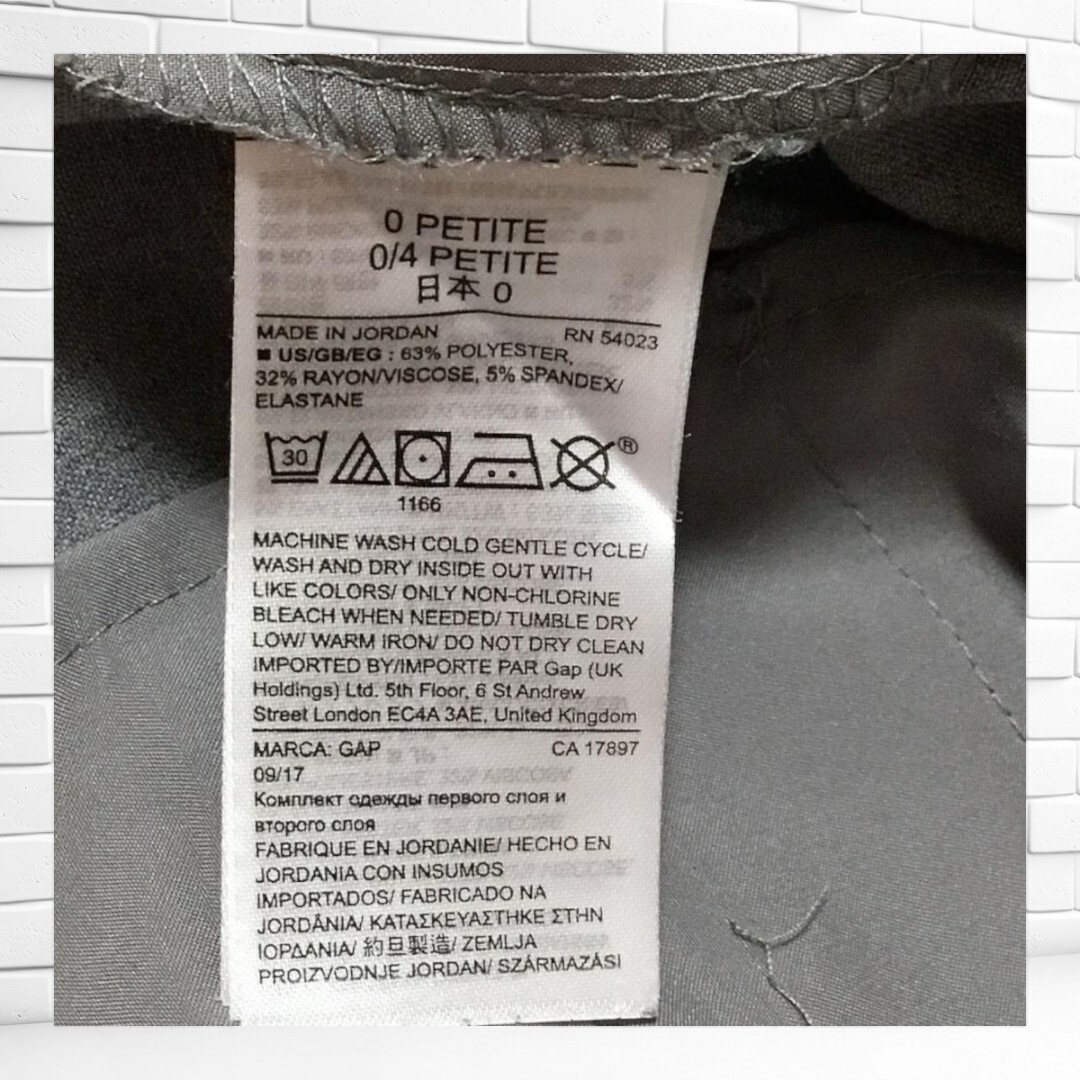 0 PETITE
0/4 PETITE
日本 0
MADE IN JORDAN RN 54023
■ US/GB/EG : 63% POLYESTER,
32% RAYON/VISCOSE, 5% SPANDEX/
ELASTANE
30
®
1166
MACHINE WASH COLD GENTLE CYCLE/
WASH AND DRY INSIDE OUT WITH
LIKE COLORS/ ONLY NON-CHLORINE
BLEACH WHEN NEEDED/ TUMBLE DRY
LOW/ WARM IRON/ DO NOT DRY CLEAN
IMPORTED BY/IMPORTE PAR Gap (UK
Holdings) Ltd. 5th Floor, 6 St Andrew
Street London EC4A 3AE, United Kingdom
MARCA: GAP CA 17897
09/17
Комплект одежды первого слоя и
второго слоя
FABRIQUE EN JORDANIE/ HECHO EN
JORDANIA CON INSUMOS
IMPORTADOS/ FABRICADO NA
JORDÂNIA/ ΚΑΤΑΣΚΕΥΑΣΤΗΚΕ ΣΤΗΝ
ΙΟΡΔΑΝΙΑ/ 約旦製造/ ZEMLJA
PROIZVODNJE JORDAN/ SZÁRMAZÁSI